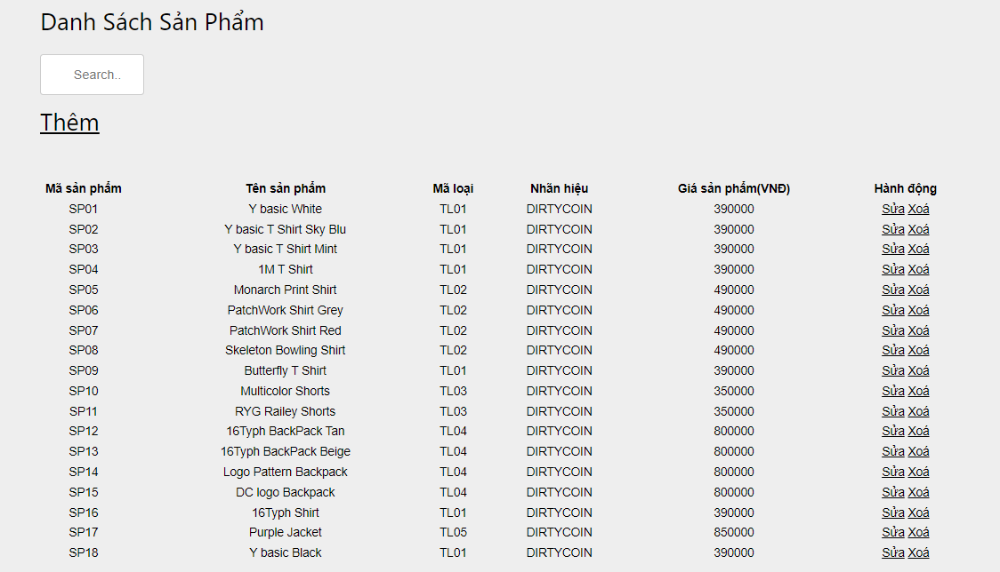 Danh Sách Sản Phẩm
Search..
Thêm
Mã sản phẩm Tên sản phẩm Mã loại Nhãn hiệu Giá sản phẩm(VNĐ) Hành động
SP01 Y basic White TL01 DIRTYCOIN 390000 Sửa Xoá
SP02 Y basic T Shirt Sky Blu TL01 DIRTYCOIN 390000 Sửa Xoá
SP03 Y basic T Shirt Mint TL01 DIRTYCOIN 390000 Sửa Xoá
SP04 1M T Shirt TL01 DIRTYCOIN 390000 Sửa Xoá
SP05 Monarch Print Shirt TL02 DIRTYCOIN 490000 Sửa Xoá
SP06 PatchWork Shirt Grey TL02 DIRTYCOIN 490000 Sửa Xoá
SP07 PatchWork Shirt Red TL02 DIRTYCOIN 490000 Sửa Xoá
SP08 Skeleton Bowling Shirt TL02 DIRTYCOIN 490000 Sửa Xoá
SP09 Butterfly T Shirt TL01 DIRTYCOIN 390000 Sửa Xoá
SP10 Multicolor Shorts TL03 DIRTYCOIN 350000 Sửa Xoá
SP11 RYG Railey Shorts TL03 DIRTYCOIN 350000 Sửa Xoá
SP12 16Typh BackPack Tan TL04 DIRTYCOIN 800000 Sửa Xoá
SP13 16Typh BackPack Beige TL04 DIRTYCOIN 800000 Sửa Xoá
SP14 Logo Pattern Backpack TL04 DIRTYCOIN 800000 Sửa Xoá
SP15 DC logo Backpack TL04 DIRTYCOIN 800000 Sửa Xoá
SP16 16Typh Shirt TL01 DIRTYCOIN 390000 Sửa Xoá
SP17 Purple Jacket TL05 DIRTYCOIN 850000 Sửa Xoá
SP18 Y basic Black TL01 DIRTYCOIN 390000 Sửa Xoá